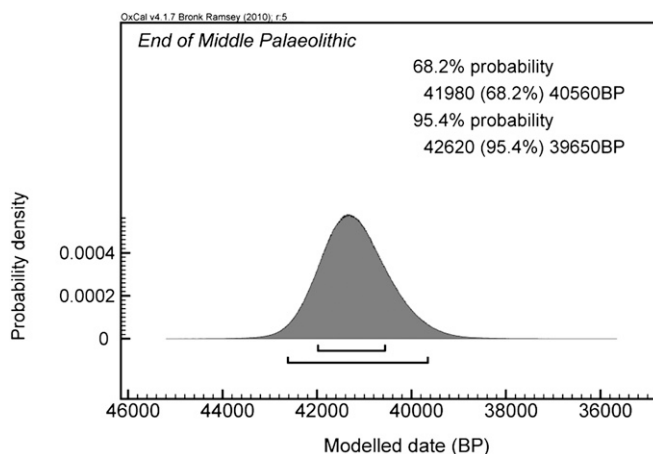 OxCal v4.1.7 Bronk Ramsey (2010); r:5
End of Middle Palaeolithic
68.2% probability
41980 (68.2%) 40560BP
95.4% probability
42620 (95.4%) 39650BP
Probability density
0.0004
0.0002
0
46000 44000 42000 40000 38000 36000
Modelled date (BP)